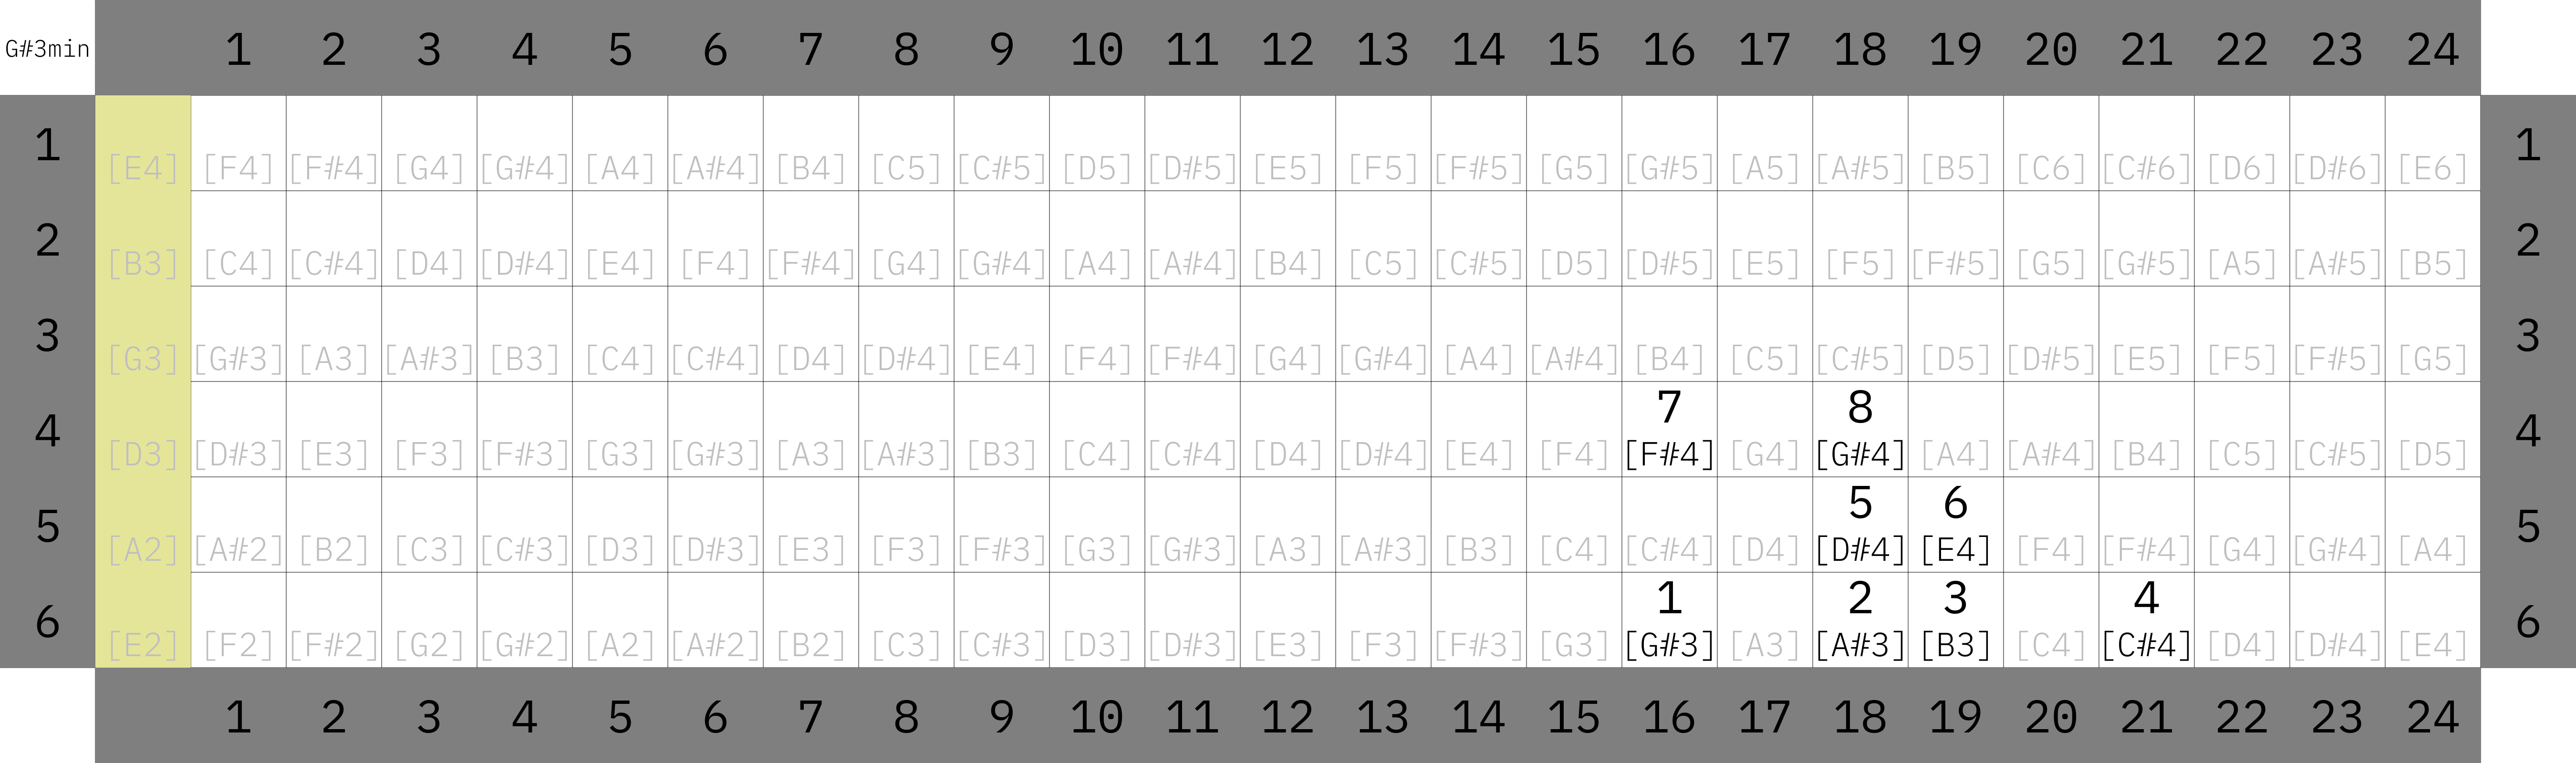 G#3min 1 2 3 4 5 6 7 8 9 10 11 12 13 14 15 16 17 18 19 20 21 22 23 24
1 [E4] [F4] [F#4] [G4] [G#4] [A4] [A#4] [B4] [C5] [C#5] [D5] [D#5] [E5] [F5] [F#5] [G5] [G#5] [A5] [A#5] [B5] [C6] [C#6] [D6] [D#6] [E6] 1
2 [B3] [C4] [C#4] [D4] [D#4] [E4] [F4] [F#4] [G4] [G#4] [A4] [A#4] [B4] [C5] [C#5] [D5] [D#5] [E5] [F5] [F#5] [G5] [G#5] [A5] [A#5] [B5] 2
3 [G3] [G#3] [A3] [A#3] [B3] [C4] [C#4] [D4] [D#4] [E4] [F4] [F#4] [G4] [G#4] [A4] [A#4] [B4] [C5] [C#5] [D5] [D#5] [E5] [F5] [F#5] [G5] 3
7 8
4 [D3] [D#3] [E3] [F3] [F#3] [G3] [G#3] [A3] [A#3] [B3] [C4] [C#4] [D4] [D#4] [E4] [F4] [F#4] [G4] [G#4] [A4] [A#4] [B4] [C5] [C#5] [D5] 4
5 6
5 [A2] [A#2] [B2] [C3] [C#3] [D3] [D#3] [E3] [F3] [F#3] [G3] [G#3] [A3] [A#3] [B3] [C4] [C#4] [D4] [D#4] [E4] [F4] [F#4] [G4] [G#4] [A4] 5
1 2 3 4
6 [E2] [F2] [F#2] [G2] [G#2] [A2] [A#2] [B2] [C3] [C#3] [D3] [D#3] [E3] [F3] [F#3] [G3] [G#3] [A3] [A#3] [B3] [C4] [C#4] [D4] [D#4] [E4] 6
1 2 3 4 5 6 7 8 9 10 11 12 13 14 15 16 17 18 19 20 21 22 23 24